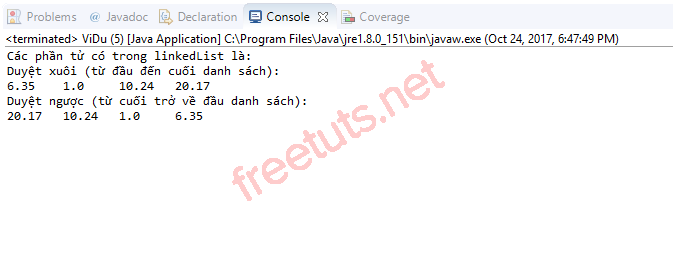 Problems @ Javadoc Declaration Console Coverage
<terminated> ViDu (5) [Java Application] C:\Program Files\Java\jre1.8.0_151\bin\javaw.exe (Oct 24, 2017, 6:47:49 PM)
Các phần tử có trong linkedList là:
Duyệt xuôi (từ đầu đến cuối danh sách):
6.35 1.0 10.24 20.17
Duyệt ngược (từ cuối trở về đầu danh sách):
20.17 10.24 1.0 6.35
freetuts.net